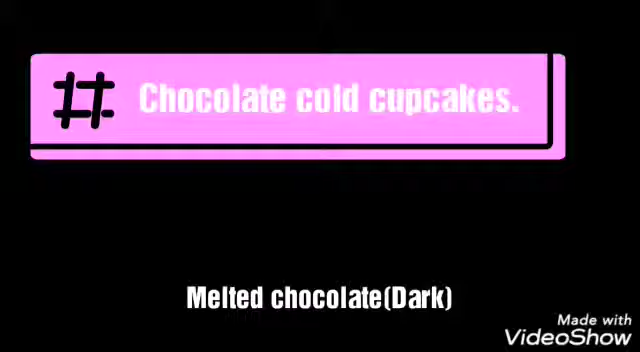 # Chocolate cold cupcakes.
Melted chocolate(Dark)
Made with
VideoShow